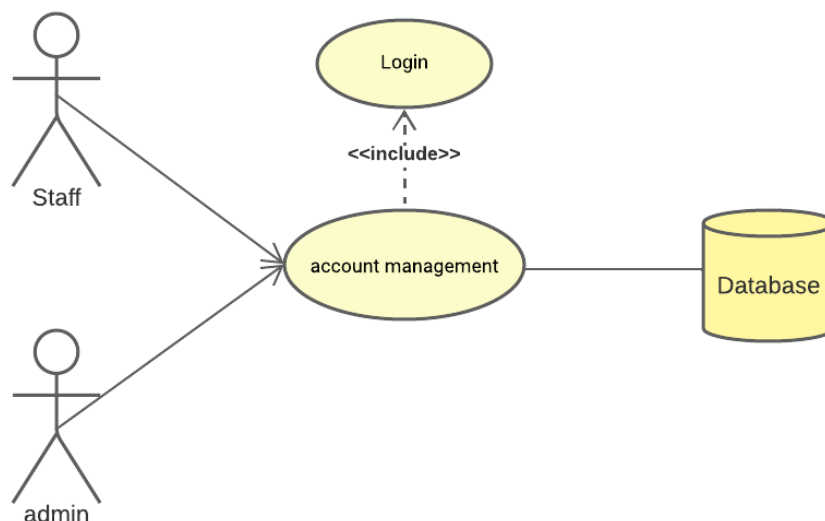 Login
<<include>>
Staff
account management
Database
admin